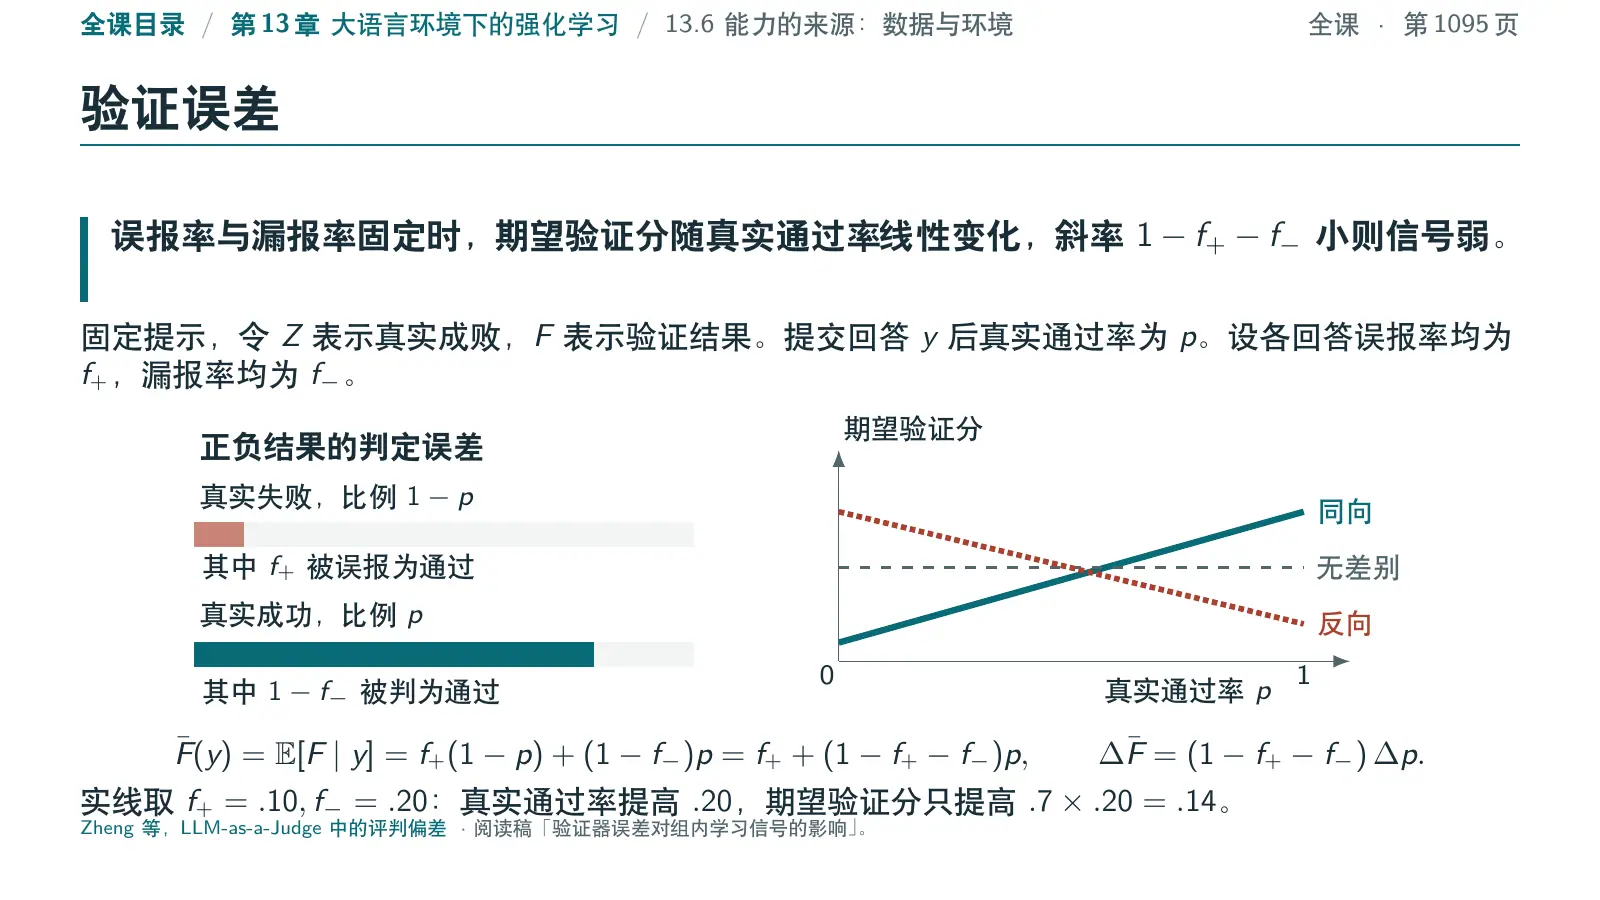 全课目录 / 第 13 章 大语言环境下的强化学习 / 13.6 能力的来源：数据与环境
全课 · 第 1095 页
验证误差
误报率与漏报率固定时，期望验证分随真实通过率线性变化，斜率 1 − f₊ − f₋ 小则信号弱。
固定提示，令 Z 表示真实成败，F 表示验证结果。提交回答 y 后真实通过率为 p。设各回答误报率均为
f₊，漏报率均为 f₋。
正负结果的判定误差
真实失败，比例 1 − p
其中 f₊ 被误报为通过
真实成功，比例 p
其中 1 − f₋ 被判为通过
期望验证分
同向
无差别
反向
0
1
真实通过率 p
F̄(y) = 𝔼[F | y] = f₊(1 − p) + (1 − f₋)p = f₊ + (1 − f₊ − f₋)p, ΔF̄ = (1 − f₊ − f₋) Δp.
实线取 f₊ = .10, f₋ = .20：真实通过率提高 .20，期望验证分只提高 .7 × .20 = .14。
Zheng 等，LLM-as-a-Judge 中的评判偏差 · 阅读稿「验证器误差对组内学习信号的影响」。